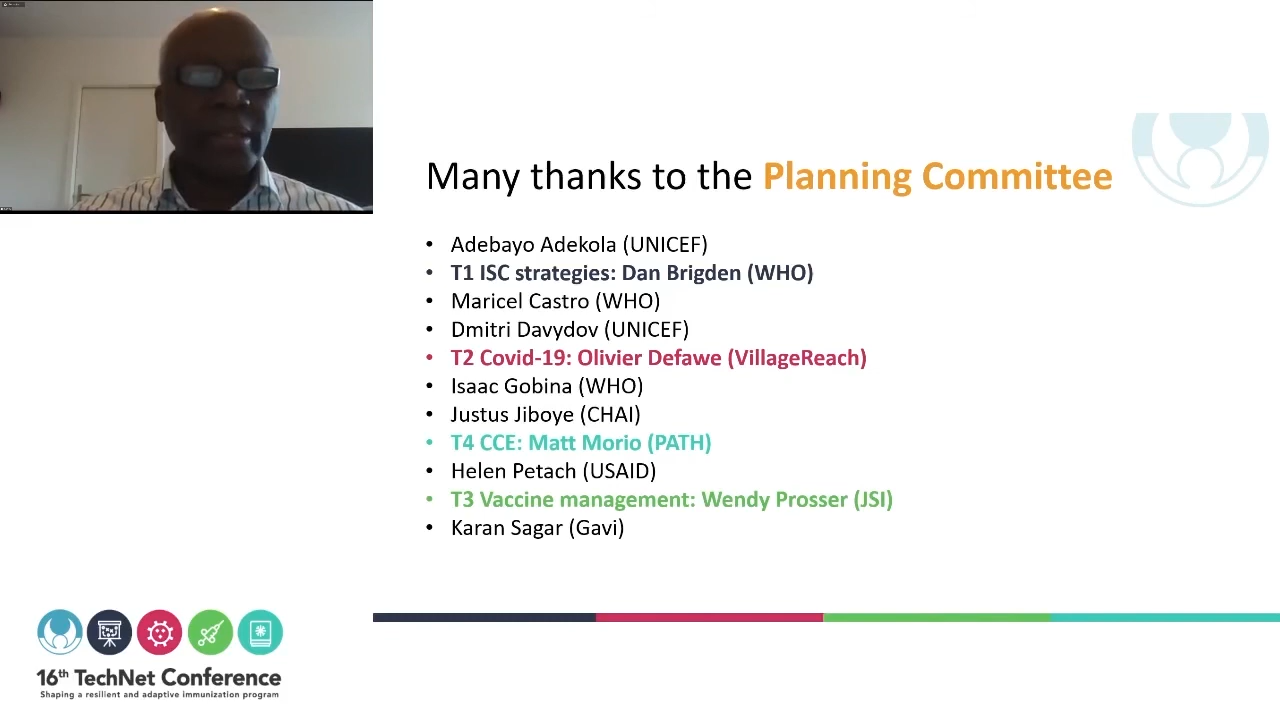 Many thanks to the Planning Committee
• Adebayo Adekola (UNICEF)
• T1 ISC strategies: Dan Brigden (WHO)
• Maricel Castro (WHO)
• Dmitri Davydov (UNICEF)
• T2 Covid-19: Olivier Defawe (VillageReach)
• Isaac Gobina (WHO)
• Justus Jiboye (CHAI)
• T4 CCE: Matt Morio (PATH)
• Helen Petach (USAID)
• T3 Vaccine management: Wendy Prosser (JSI)
• Karan Sagar (Gavi)
16th TechNet Conference
Shaping a resilient and adaptive immunization program